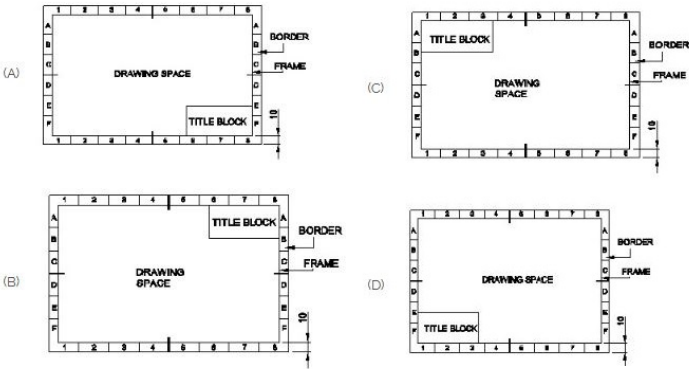 (A)
1 2 3 4 5 6 7 8
A A
B B
C C
D D
E E
F F
BORDER
FRAME
DRAWING SPACE
TITLE BLOCK
10
1 2 3 4 5 6 7 8
(B)
1 2 3 4 5 6 7 8
A A
B B
C C
D D
E E
F F
TITLE BLOCK
BORDER
FRAME
DRAWING
SPACE
10
1 2 3 4 5 6 7 8
(C)
1 2 3 4 5 6 7 8
A A
B B
C C
D D
E E
F F
TITLE BLOCK
BORDER
FRAME
DRAWING
SPACE
10
1 2 3 4 5 6 7 8
(D)
1 2 3 4 5 6 7 8
A A
B B
C C
D D
E E
F F
BORDER
FRAME
DRAWING SPACE
TITLE BLOCK
10
1 2 3 4 5 6 7 8